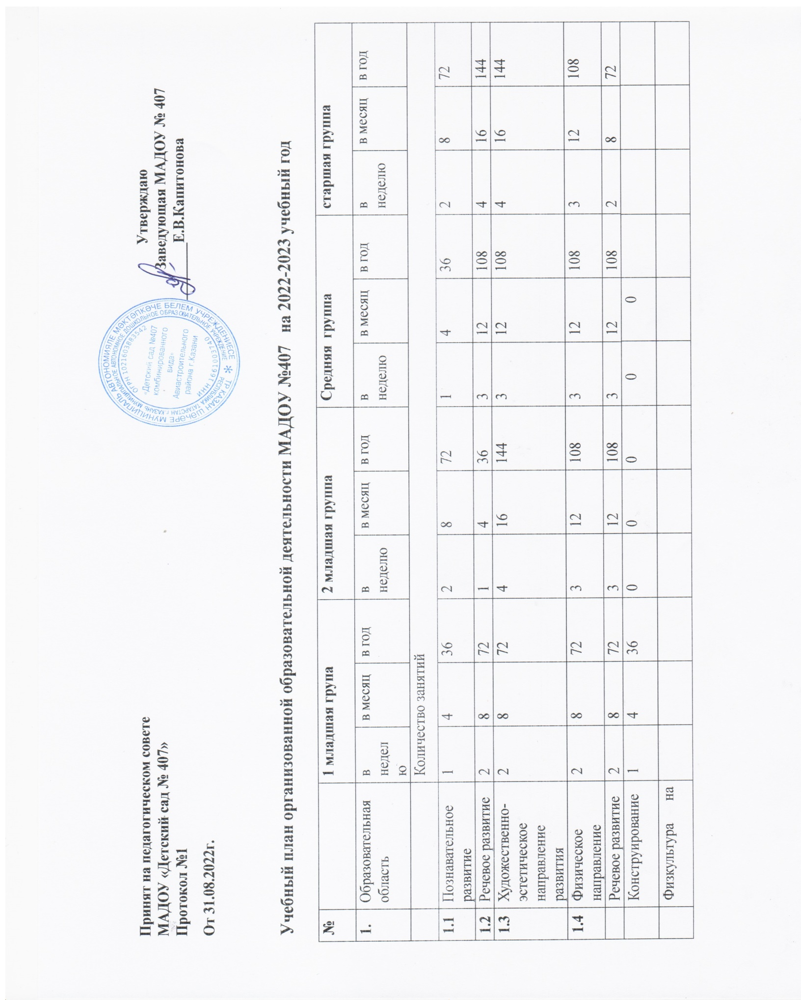 Принят на педагогическом совете
МАДОУ «Детский сад № 407»
Протокол №1
От 31.08.2022г.
Утверждаю
Заведующая МАДОУ № 407
Е.В.Капитонова
ТР КАЗАН ШӘҺӘРЕ МУНИЦИПАЛЬ АВТОНОМИЯЛЕ МӘКТӘПКӘЧЕ БЕЛЕМ УЧРЕЖДЕНИЕСЕ
РЕСПУБЛИКА ТАТАРСТАН г.КАЗАНЬ МУНИЦИПАЛЬНОЕ АВТОНОМНОЕ ДОШКОЛЬНОЕ ОБРАЗОВАТЕЛЬНОЕ УЧРЕЖДЕНИЕ
ОГРН 1021603883542
ИНН 1661003740
«Детский сад №407
комбинированного
вида»
Авиастроительного
района г.Казани
Учебный план организованной образовательной деятельности МАДОУ №407 на 2022-2023 учебный год
№ 1 младшая група 2 младшая группа Средняя группа старшая группа
1. Образовательная в в месяц в год в в месяц в год в в месяц в год в в месяц в год
область недел неделю неделю неделю
ю
Количество занятий
1.1 Познавательное 1 4 36 2 8 72 1 4 36 2 8 72
развитие
1.2 Речевое развитие 2 8 72 1 4 36 3 12 108 4 16 144
1.3 Художественно- 2 8 72 4 16 144 3 12 108 4 16 144
эстетическое
направление
развития
1.4 Физическое 2 8 72 3 12 108 3 12 108 3 12 108
направление
Речевое развитие 2 8 72 3 12 108 3 12 108 2 8 72
Конструирование 1 4 36 0 0 0 0 0
Физкультура на